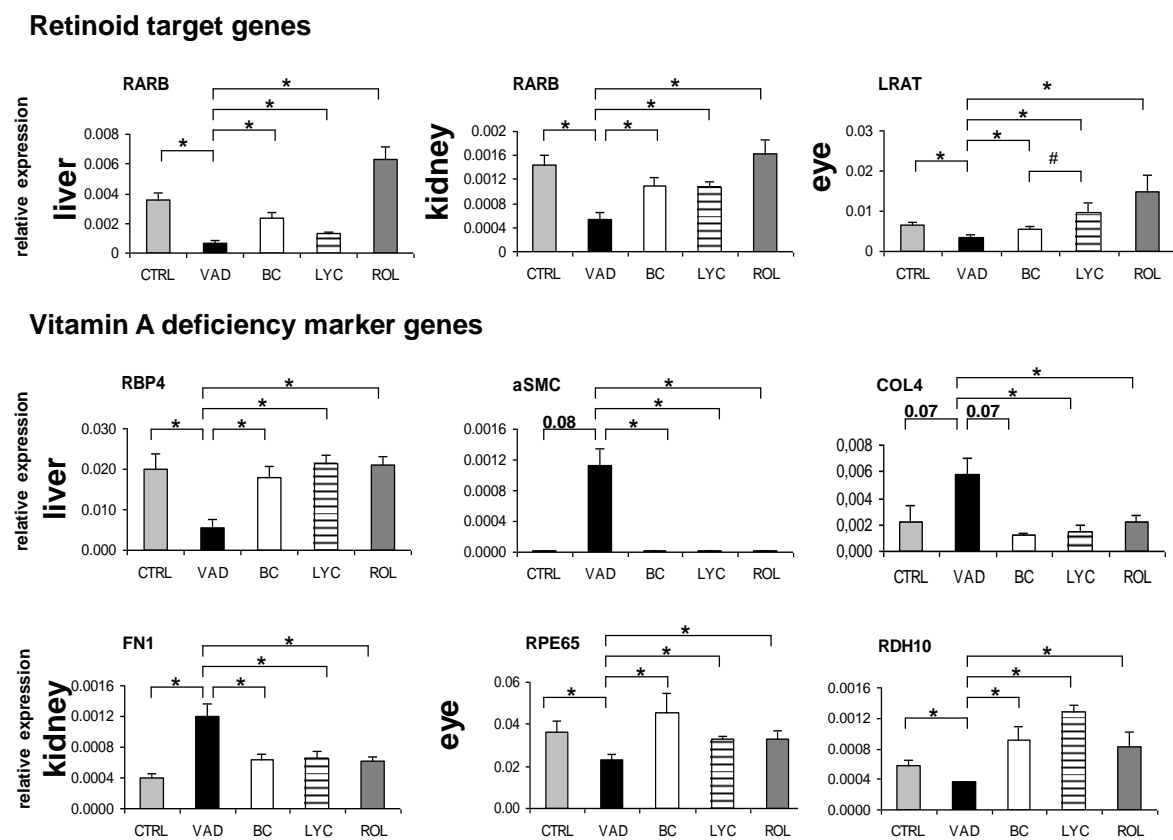 Retinoid target genes
RARB
relative expression
liver
0.008
0.006
0.004
0.002
0
* * * *
CTRL VAD BC LYC ROL
RARB
kidney
0.002
0.0016
0.0012
0.0008
0.0004
0
* * * *
CTRL VAD BC LYC ROL
LRAT
eye
0.03
0.02
0.01
0
* * * * #
CTRL VAD BC LYC ROL
Vitamin A deficiency marker genes
RBP4
relative expression
liver
0.030
0.020
0.010
0.000
* * * *
CTRL VAD BC LYC ROL
aSMC
0.0016
0.0012
0.0008
0.0004
0.0000
0.08 * * *
CTRL VAD BC LYC ROL
COL4
0,008
0,006
0,004
0,002
0,000
0.07 0.07 * *
CTRL VAD BC LYC ROL
FN1
relative expression
kidney
0.0016
0.0012
0.0008
0.0004
0.0000
* * * *
CTRL VAD BC LYC ROL
RPE65
eye
0.06
0.04
0.02
0.00
* * * *
CTRL VAD BC LYC ROL
RDH10
0.0016
0.0012
0.0008
0.0004
0.0000
* * * *
CTRL VAD BC LYC ROL